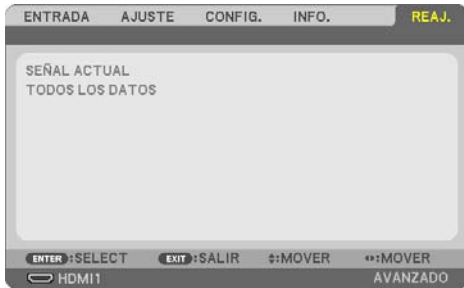 ENTRADA AJUSTE CONFIG. INFO. REAJ.
SEÑAL ACTUAL
TODOS LOS DATOS
ENTER :SELECT EXIT :SALIR :MOVER :MOVER
HDMI1 AVANZADO